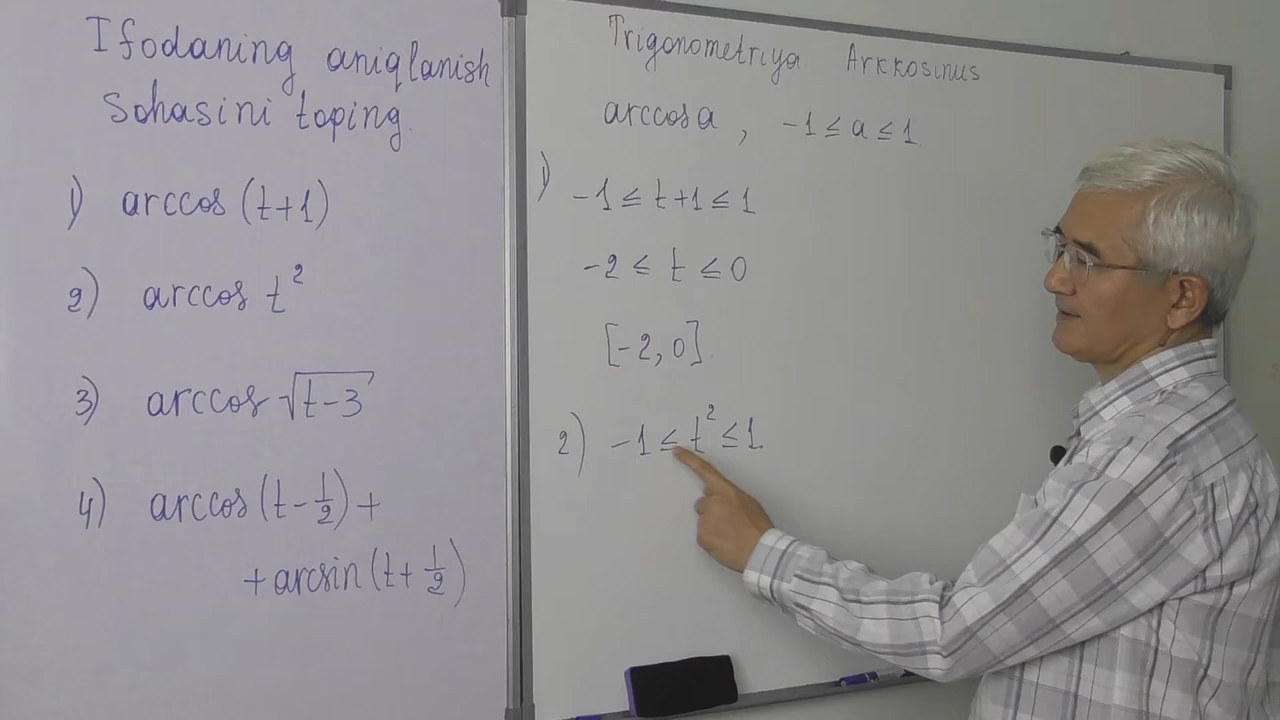 Ifodaning aniqlanish
sohasini toping.
1) arccos (t+1)
2) arccos t²
3) arccos √(t-3)
4) arccos (t-1/2)+
+arcsin (t+1/2)
Trigonometriya Arkkosinus
arccos a, -1 ≤ a ≤ 1.
1) -1 ≤ t+1 ≤ 1
-2 ≤ t ≤ 0
[-2, 0].
2) -1 ≤ t² ≤ 1.